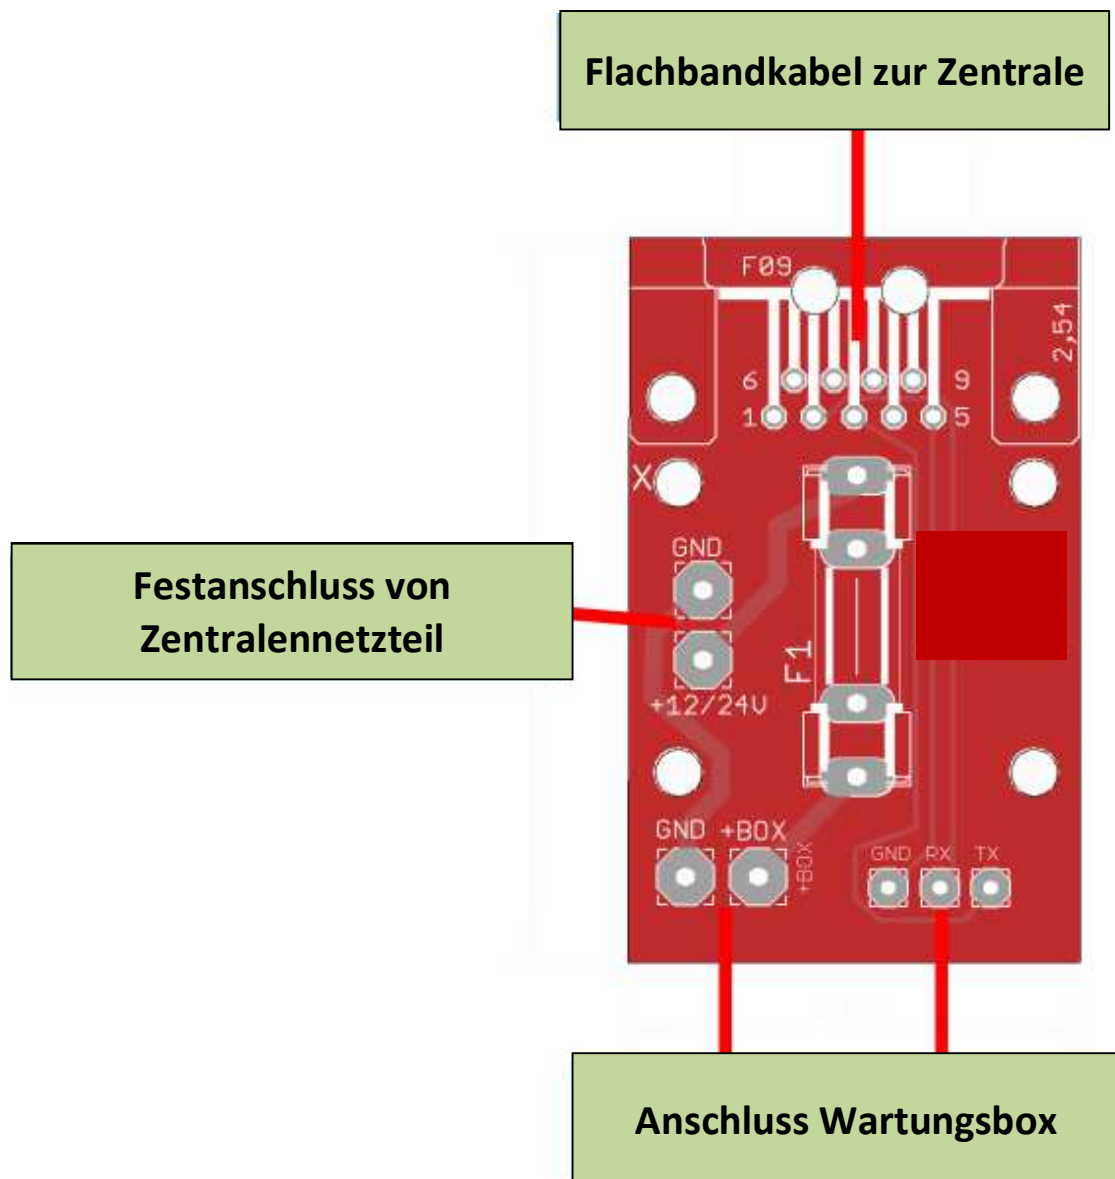 Flachbandkabel zur Zentrale
F09
2,54
6
9
1
5
X
Festanschluss von
Zentralennetzteil
GND
+12/24V
F1
GND +BOX
+BOX
GND RX TX
Anschluss Wartungsbox